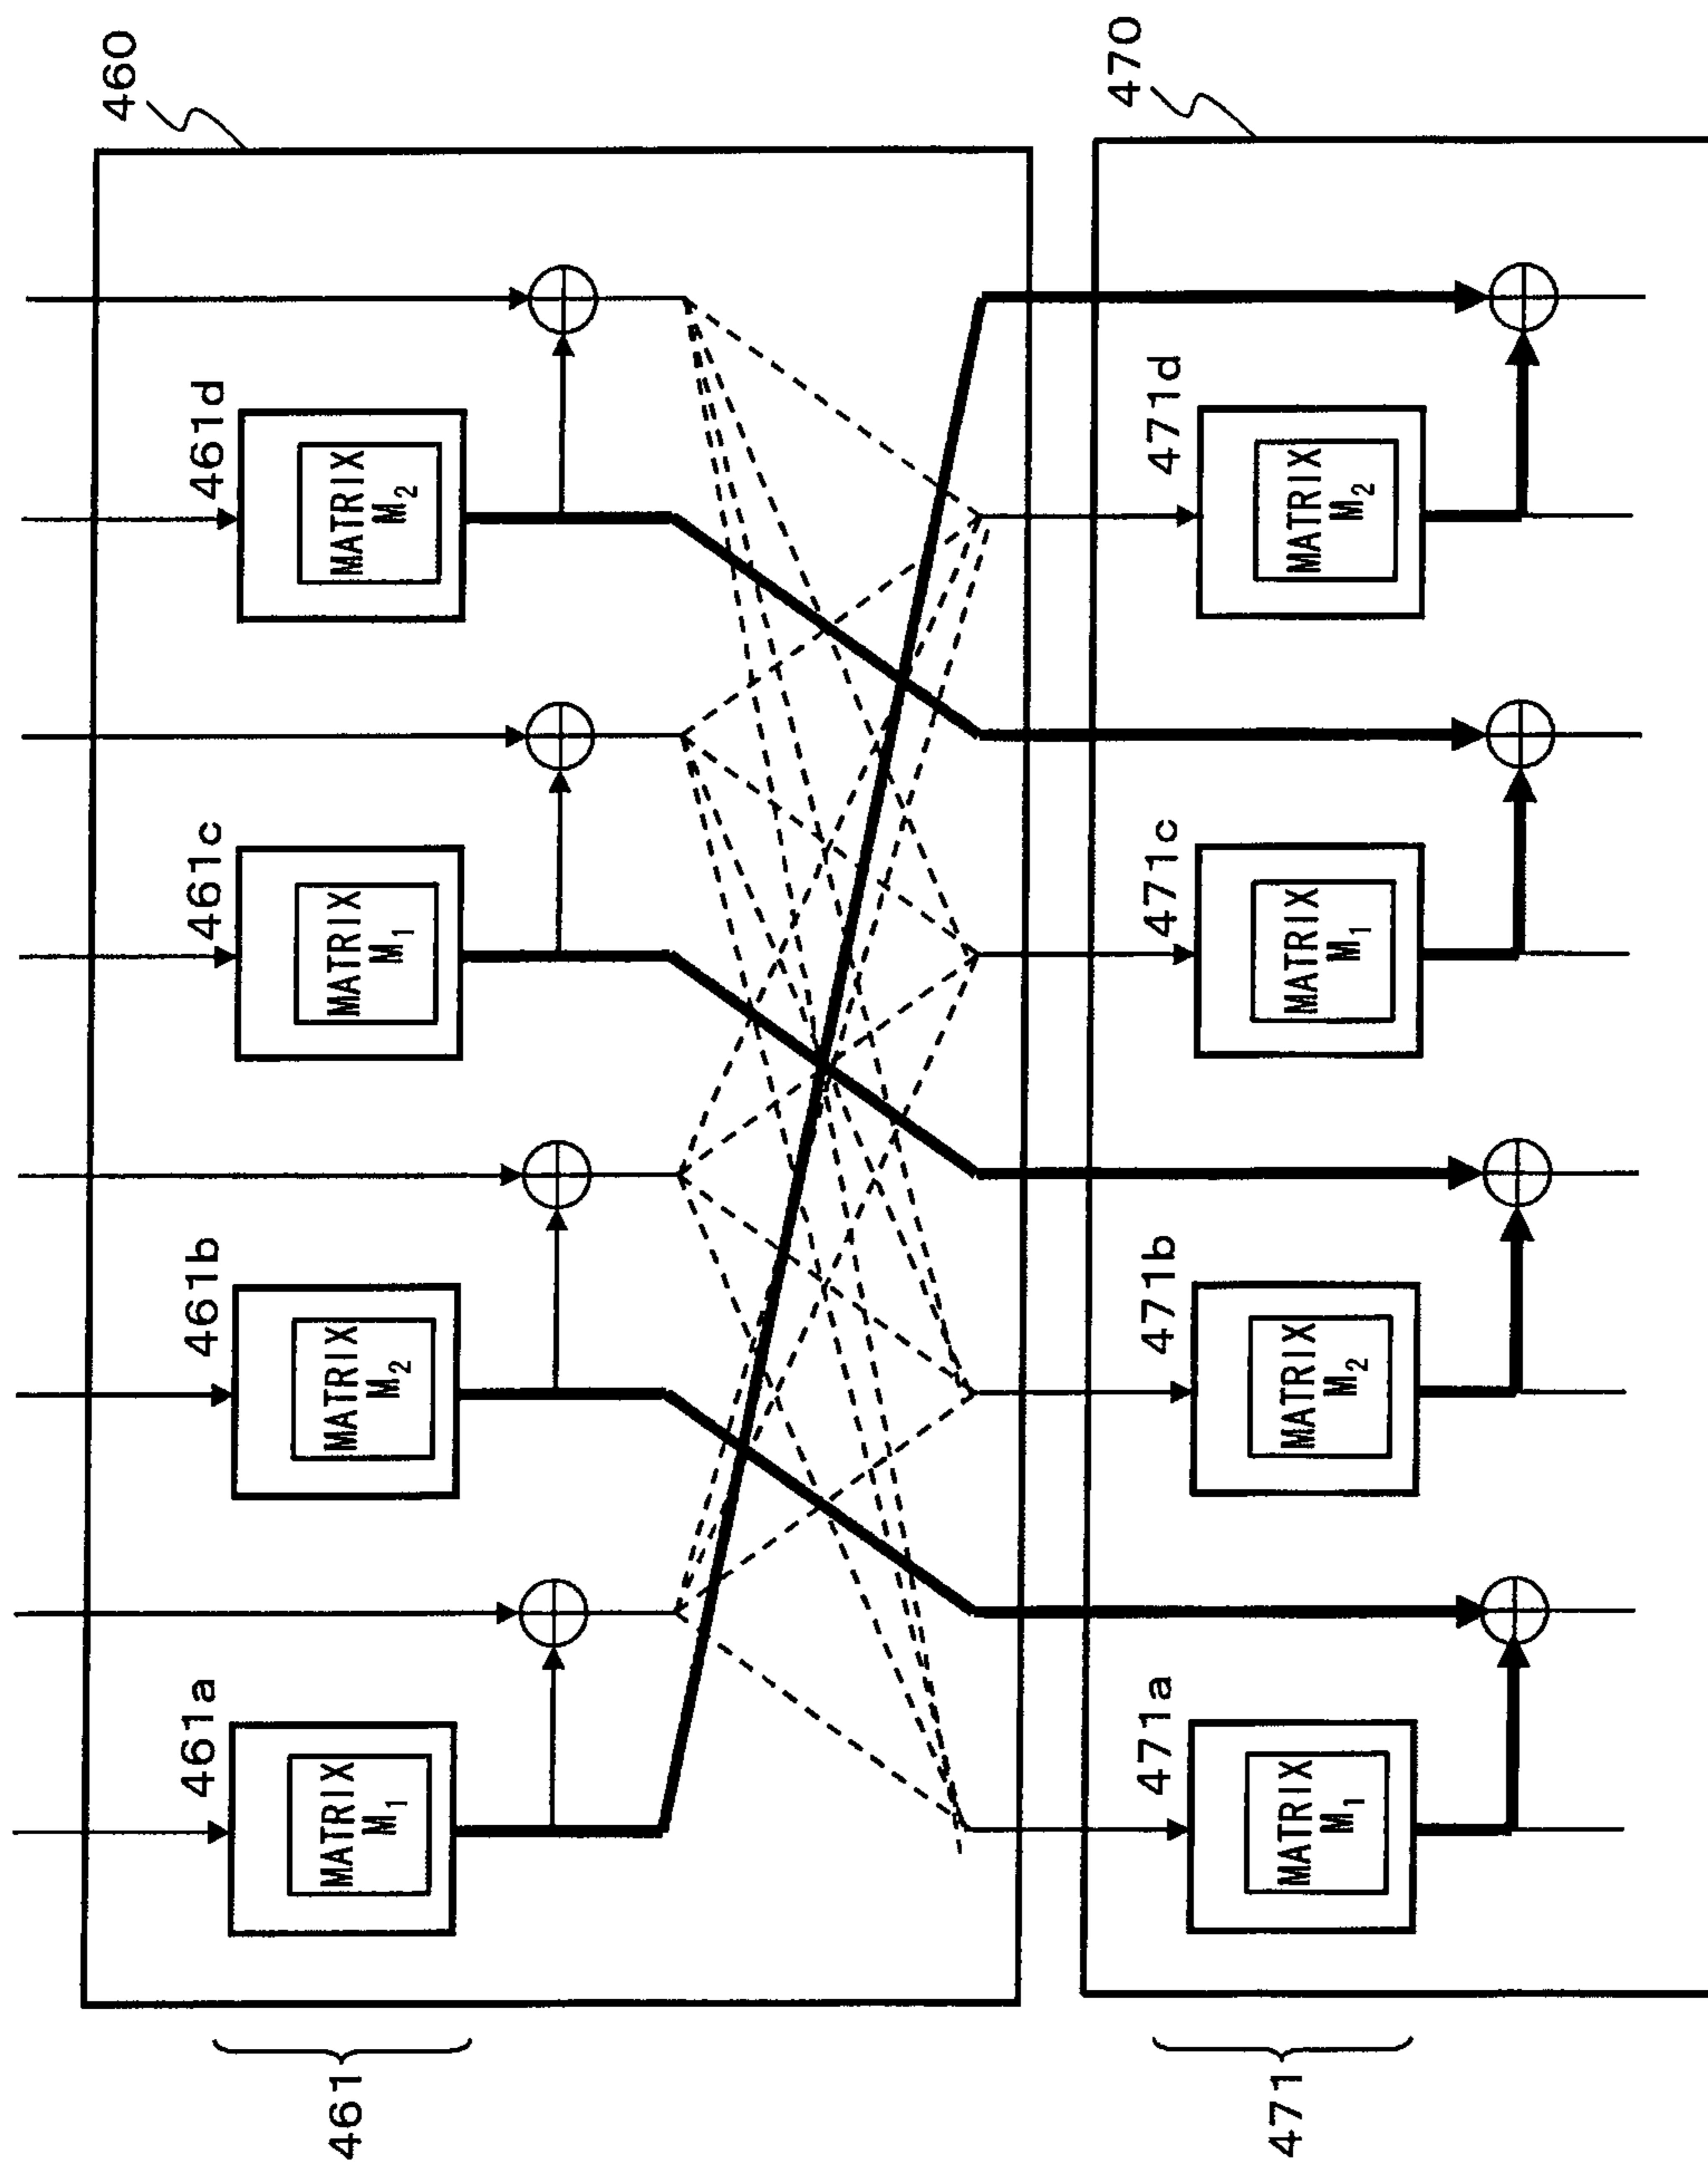 460
461
461a
MATRIX
M1
461b
MATRIX
M2
461c
MATRIX
M1
461d
MATRIX
M2
470
471
471a
MATRIX
M1
471b
MATRIX
M2
471c
MATRIX
M1
471d
MATRIX
M2